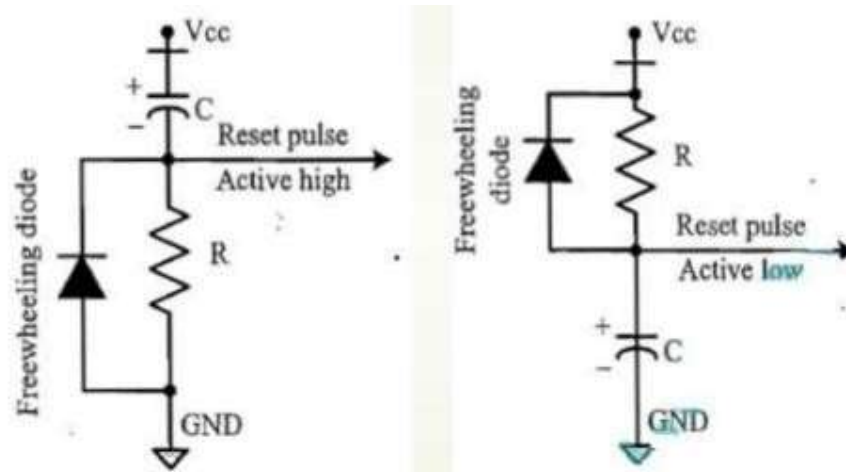 Vcc
+
C
−
Reset pulse
Active high
Freewheeling diode
R
GND
Vcc
Freewheeling
diode
R
Reset pulse
Active low
+
C
−
GND